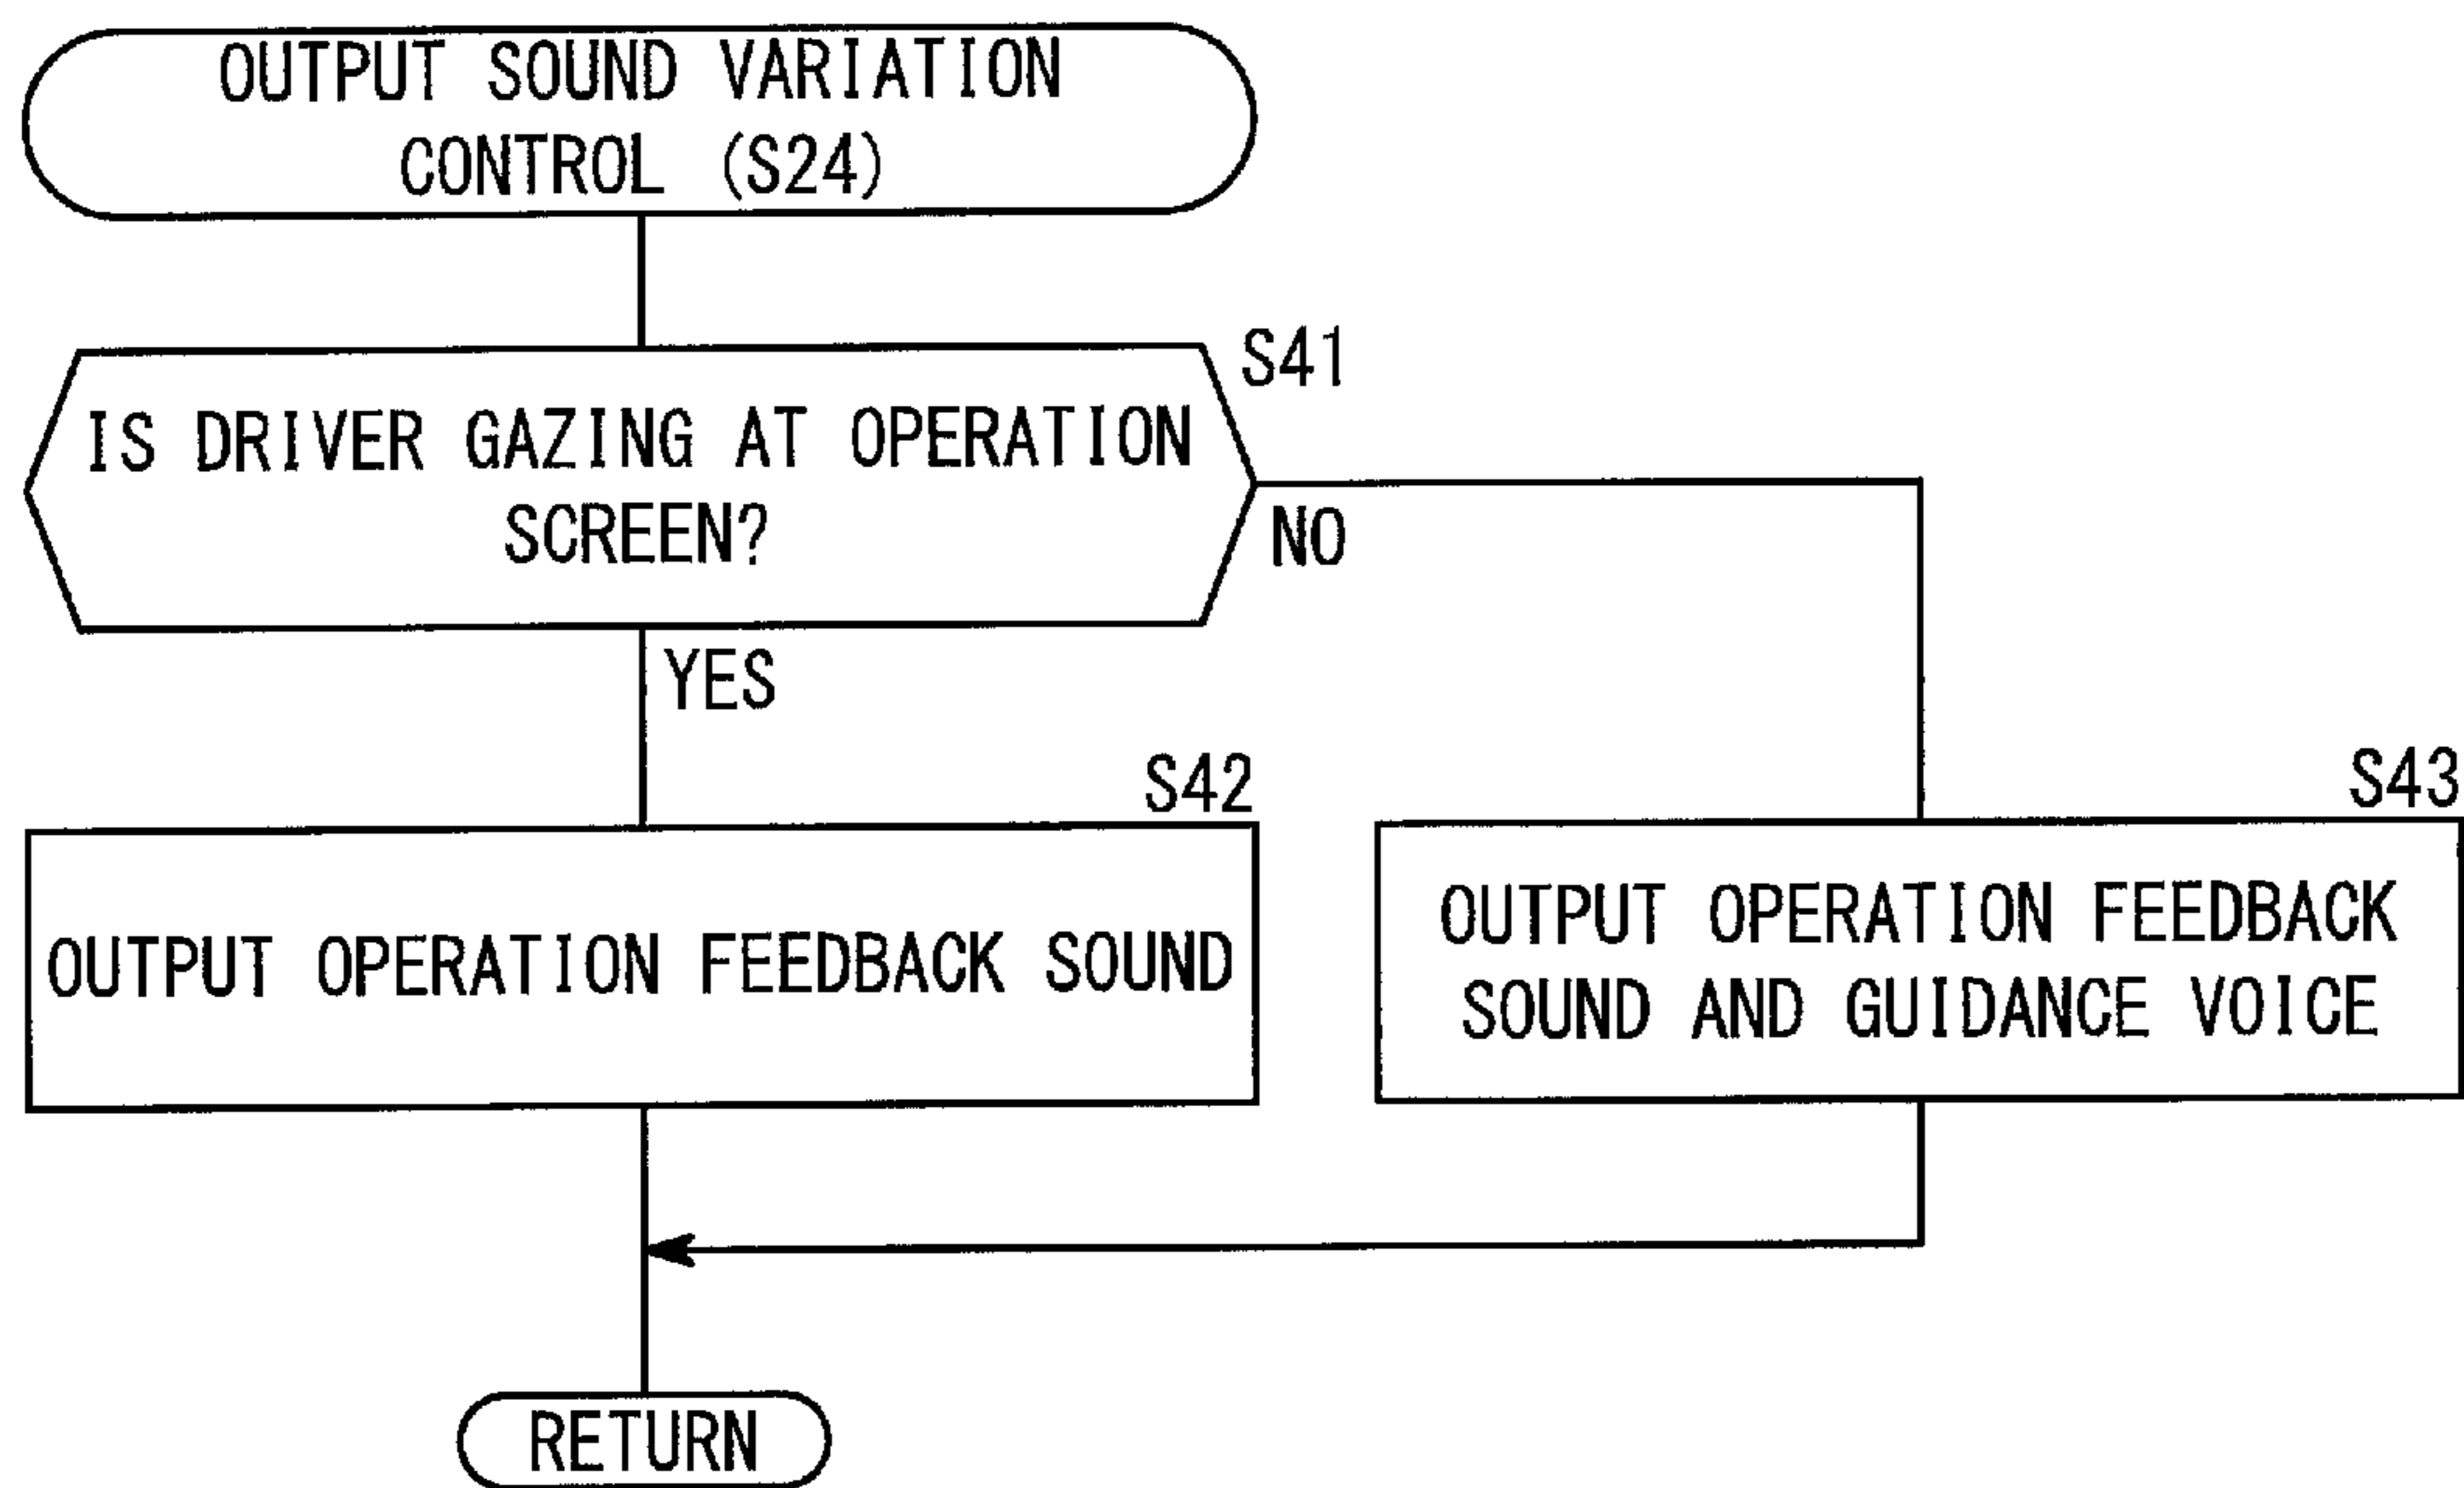 OUTPUT SOUND VARIATION
CONTROL (S24)
S41
IS DRIVER GAZING AT OPERATION
SCREEN?
NO
YES
S42
OUTPUT OPERATION FEEDBACK SOUND
S43
OUTPUT OPERATION FEEDBACK
SOUND AND GUIDANCE VOICE
RETURN